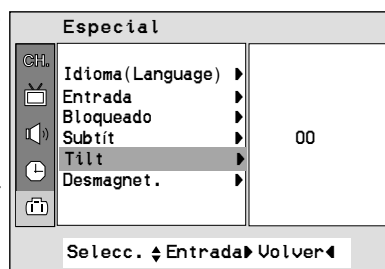 Especial
CH.
Idioma(Language) ▶
Entrada ▶
Bloqueado ▶
Subtít ▶
00
Tilt ▶
Desmagnet. ▶
Selecc. ▲▼ Entrada▶ Volver◀